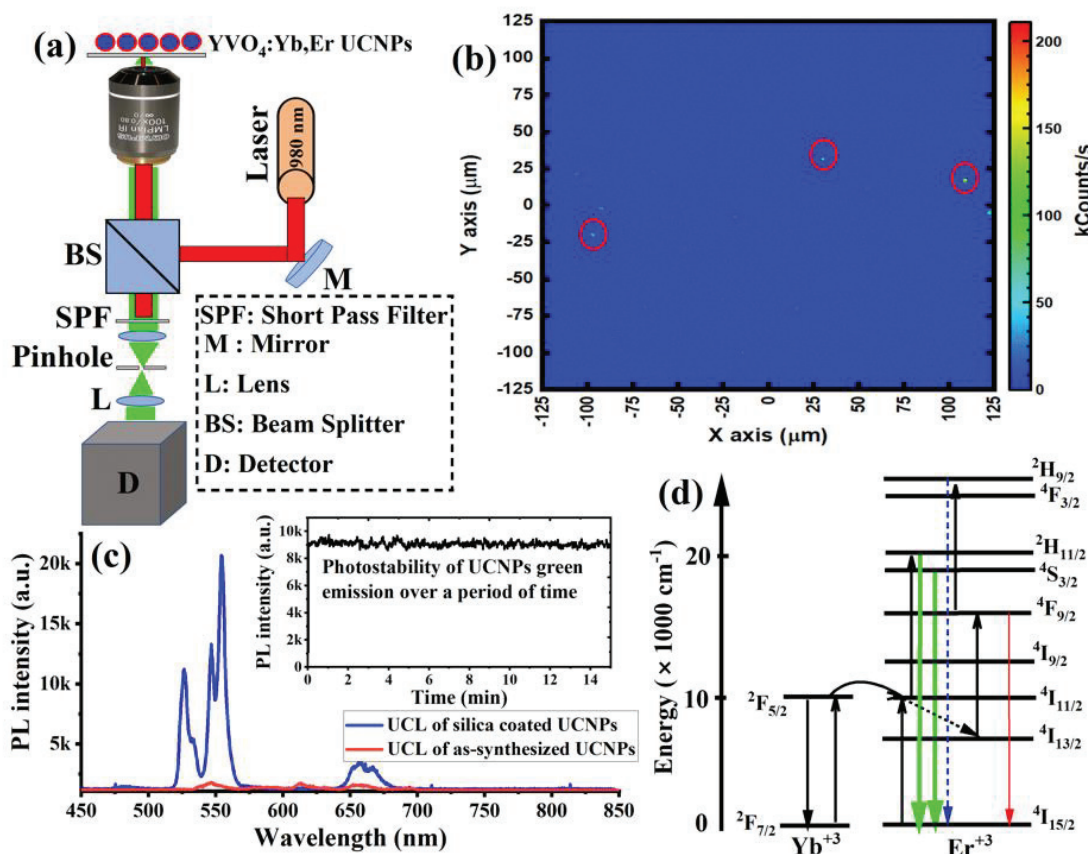 (a)
YVO4:Yb,Er UCNPs
100x/0.80
LMPlan IR
Laser
980 nm
BS
M
SPF
Pinhole
L
D
SPF: Short Pass Filter
M : Mirror
L: Lens
BS: Beam Splitter
D: Detector
(b)
125
100
75
50
25
0
-25
-50
-75
-100
-125
Y axis (μm)
-125
-100
-75
-50
-25
0
25
50
75
100
125
X axis (μm)
200
150
100
50
0
kCounts/s
(c)
20k
15k
10k
5k
PL intensity (a.u.)
450 500 550 600 650 700 750 800 850
Wavelength (nm)
10k
8k
6k
4k
2k
0
PL intensity (a.u.)
Photostability of UCNPs green
emission over a period of time
0 2 4 6 8 10 12 14
Time (min)
UCL of silica coated UCNPs
UCL of as-synthesized UCNPs
(d)
Energy ( × 1000 cm-1)
20
10
0
2F5/2
2F7/2
Yb+3
2H9/2
4F3/2
2H11/2
4S3/2
4F9/2
4I9/2
4I11/2
4I13/2
4I15/2
Er+3